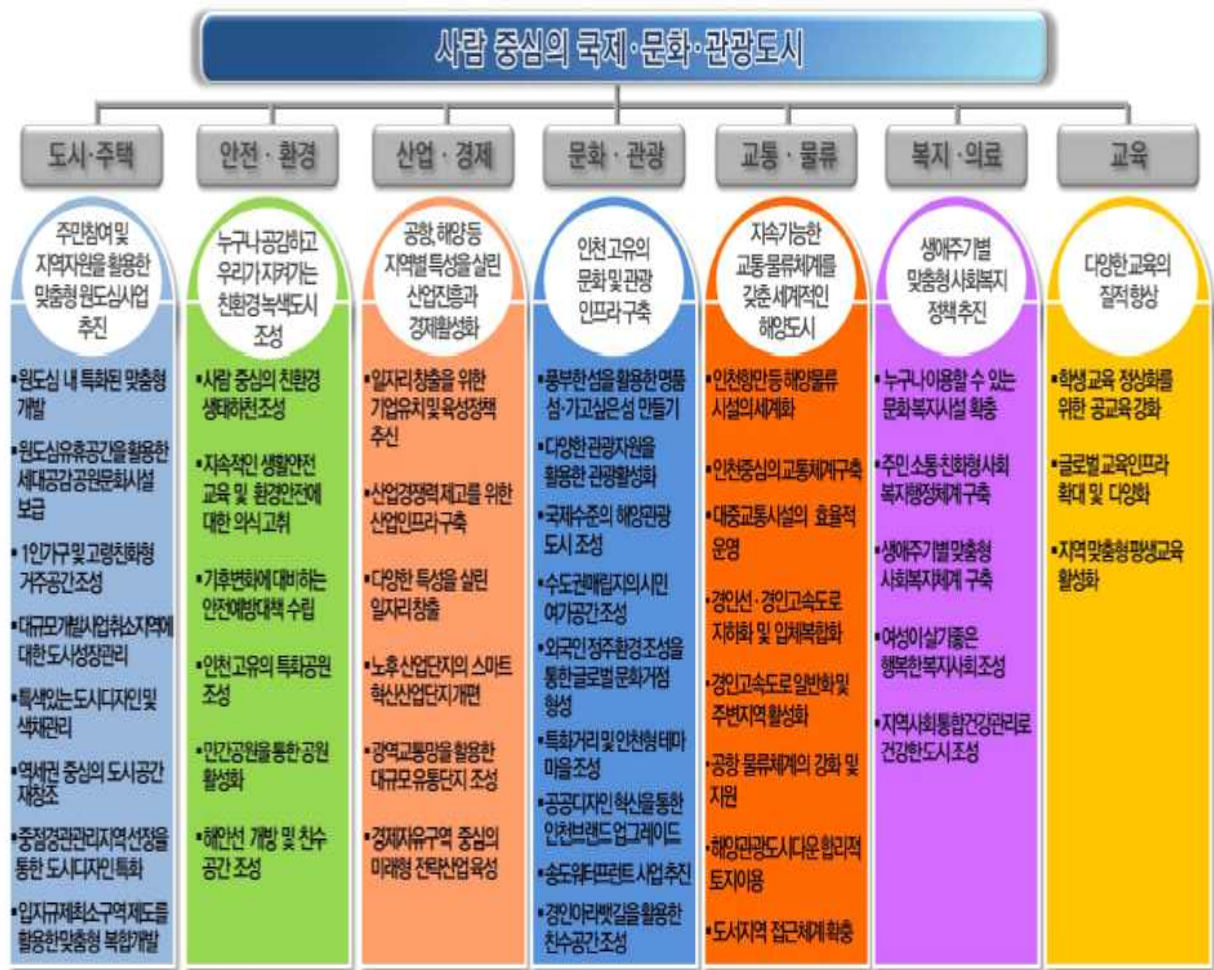 사람 중심의 국제·문화·관광도시
도시·주택
주민참여 및
지역자원을 활용한
맞춤형 원도심사업
추진
▪원도심 내 특화된 맞춤형
개발
▪원도심유휴공간을 활용한
세대공감공원문화시설
보급
▪1인가구 및 고령친화형
거주공간 조성
▪대규모개발사업취소지역에
대한 도시성장관리
▪특색있는 도시디자인 및
색채관리
▪역세권 중심의 도시 공간
재창조
▪중점경관관리지역 선정을
통한 도시디자인 특화
▪입지규제최소구역 제도를
활용한 맞춤형 복합개발
안전·환경
누구나 공감하고
우리가 지켜가는
친환경 녹색도시
조성
▪사람 중심의 친환경
생태하천 조성
▪지속적인 생활안전
교육 및 환경안전에
대한 의식 고취
▪기후변화에 대비하는
안전예방대책 수립
▪인천 고유의 특화공원
조성
▪민간공원을 통한 공원
활성화
▪해안선 개방 및 친수
공간 조성
산업·경제
공항, 해양 등
지역별 특성을 살린
산업진흥과
경제활성화
▪일자리 창출을 위한
기업유치 및 육성정책
추신
▪산업경쟁력 제고를 위한
산업인프라 구축
▪다양한 특성을 살린
일자리 창출
▪노후 산업단지의 스마트
혁신산업단지 개편
▪광역교통망을 활용한
대규모 유통단지 조성
▪경제자유구역 중심의
미래형 전략산업 육성
문화·관광
인천 고유의
문화 및 관광
인프라 구축
▪풍부한 섬을 활용한 명품
섬·가고싶은 섬 만들기
▪다양한 관광자원을
활용한 관광활성화
▪국제수준의 해양관광
도시 조성
▪수도권매립지의 시민
여가공간 조성
▪외국인 정주환경 조성을
통한 글로벌 문화거점
형성
▪특화거리 및 인천형 테마
마을 조성
▪공공디자인 혁신을 통한
인천브랜드 업그레이드
▪송도워터프런트 사업 추진
▪경인아라뱃길을 활용한
친수공간 조성
교통·물류
지속가능한
교통 물류체계를
갖춘 세계적인
해양도시
▪인천항만 등 해양물류
시설의 세계화
▪인천중심의 교통체계 구축
▪대중교통시설의 효율적
운영
▪경인선·경인고속도로
지하화 및 입체복합화
▪경인고속도로 일반화 및
주변지역 활성화
▪공항 물류체계의 강화 및
지원
▪해양관광도시다운 합리적
토지이용
▪도서지역 접근체계 확충
복지·의료
생애주기별
맞춤형 사회복지
정책 추진
▪누구나 이용할 수 있는
문화 복지시설 확충
▪주민 소통 친화형 사회
복지행정체계 구축
▪생애주기별 맞춤형
사회복지체계 구축
▪여성이 살기좋은
행복한 복지사회 조성
▪지역사회 통합건강관리로
건강한 도시 조성
교육
다양한 교육의
질적 향상
▪학생 교육 정상화를
위한 공교육 강화
▪글로벌 교육인프라
확대 및 다양화
▪지역 맞춤형 평생교육
활성화